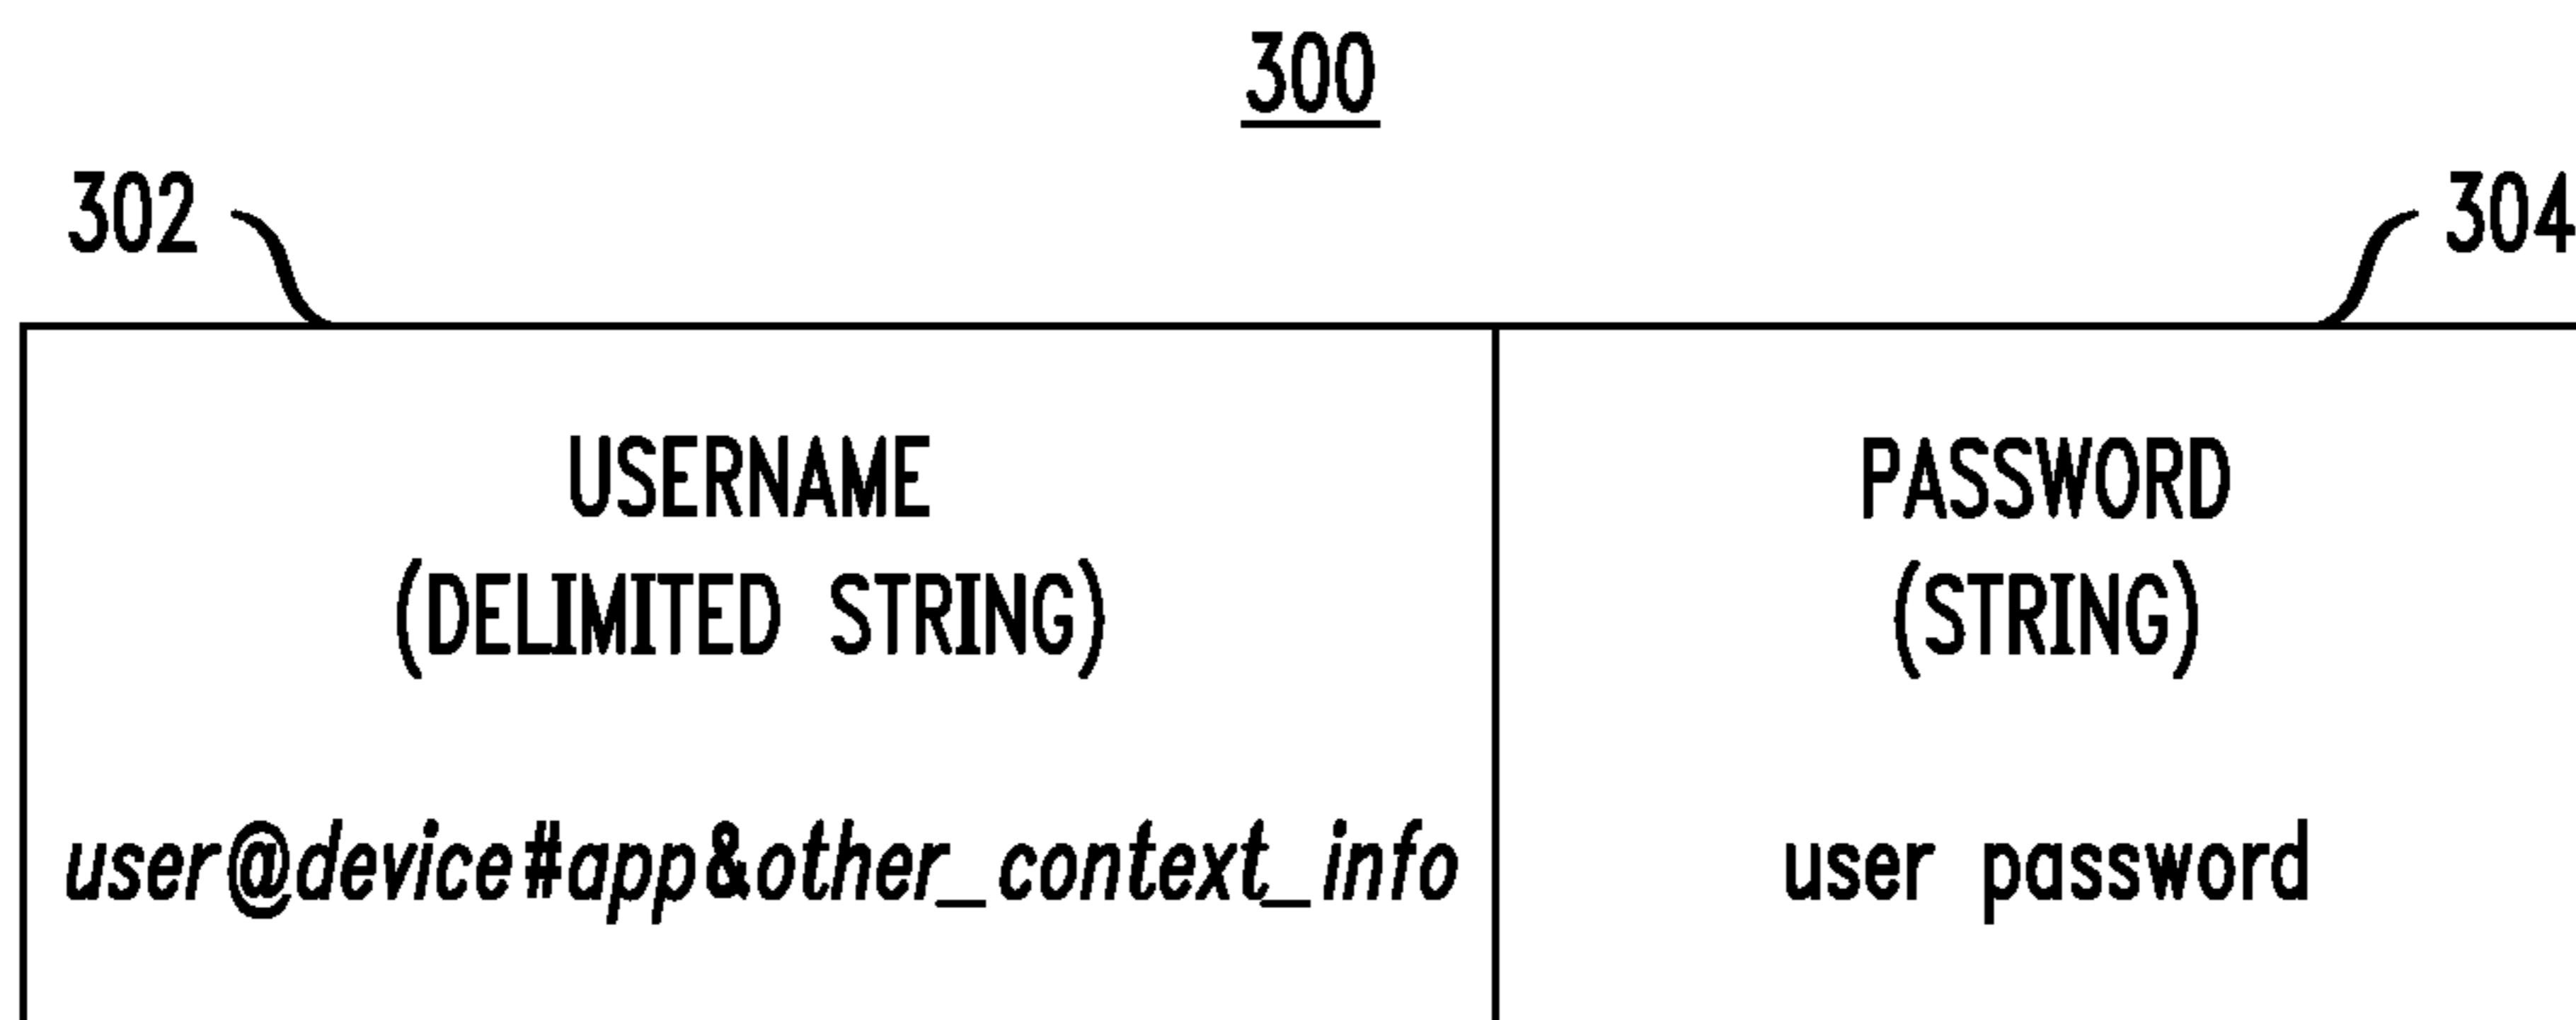 300
302 304
USERNAME PASSWORD
(DELIMITED STRING) (STRING)
user@device#app&other_context_info user password